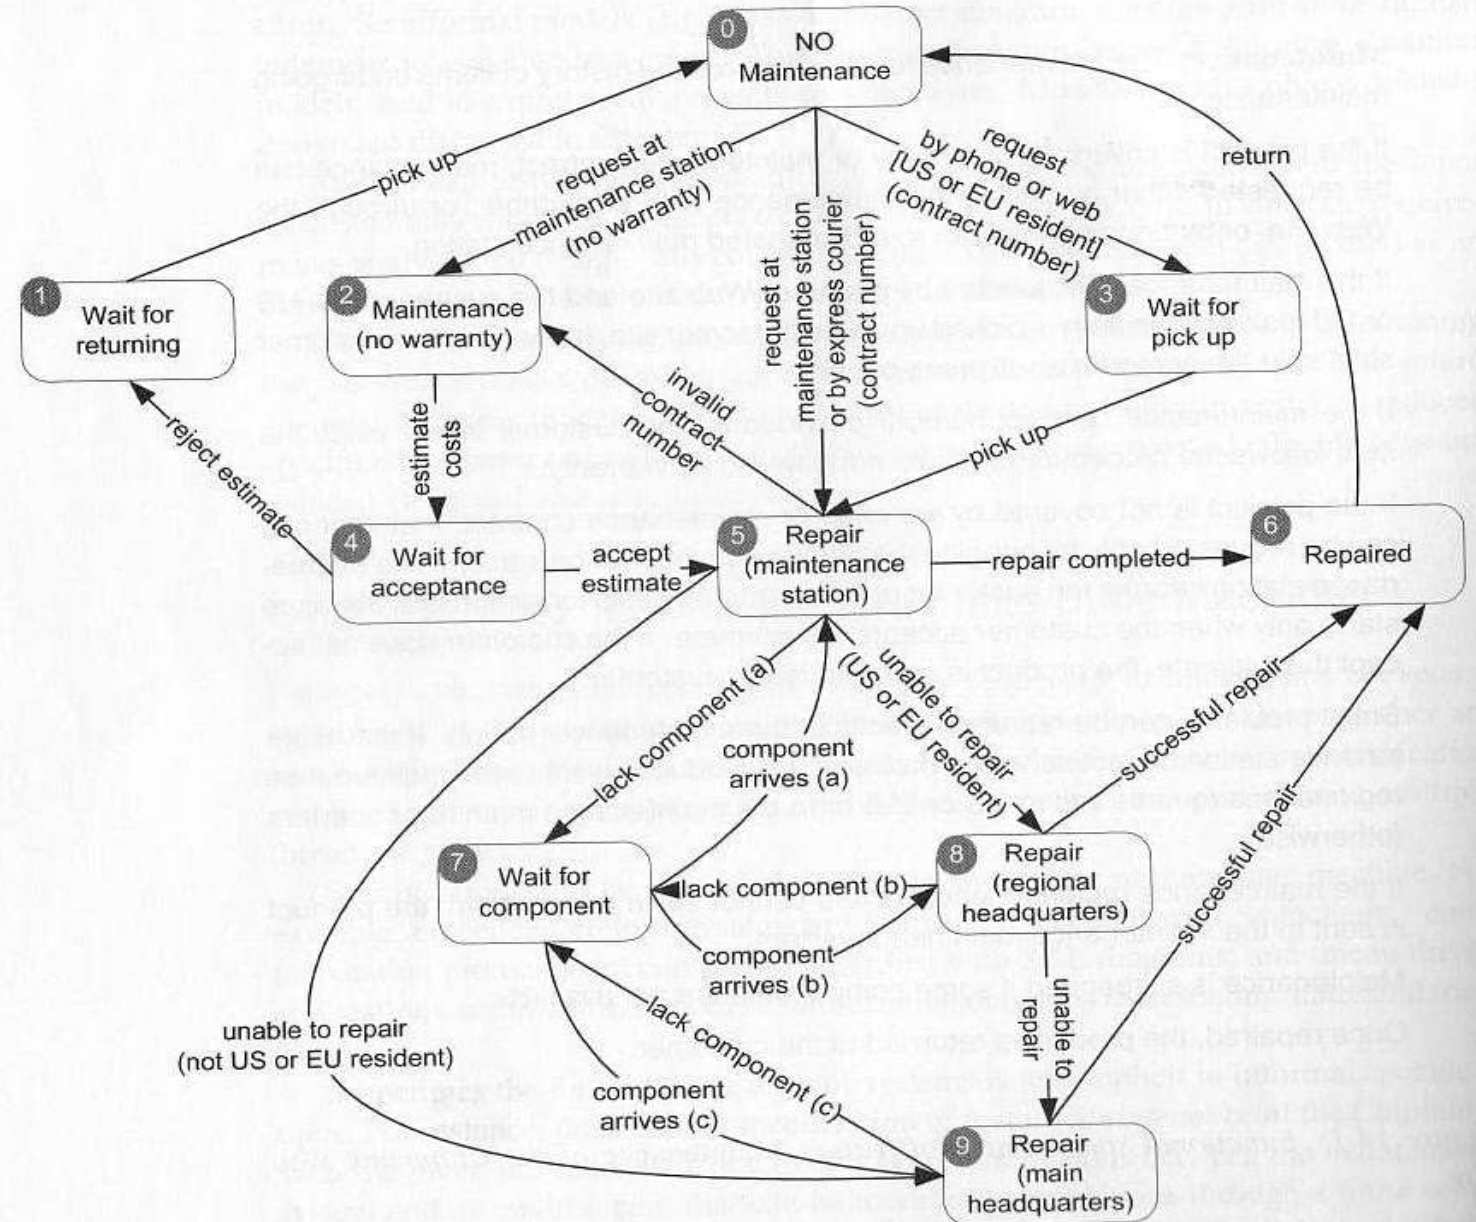 0
NO
Maintenance
pick up
request at
maintenance station
(no warranty)
request at
maintenance station
or by express courier
(contract number)
request
by phone or web
[US or EU resident]
(contract number)
return
1
Wait for
returning
2
Maintenance
(no warranty)
3
Wait for
pick up
reject estimate
estimate
costs
invalid
contract
number
pick up
4
Wait for
acceptance
accept
estimate
5
Repair
(maintenance
station)
repair completed
6
Repaired
lack component (a)
component
arrives (a)
unable to repair
(US or EU resident)
successful repair
successful repair
7
Wait for
component
lack component (b)
component
arrives (b)
8
Repair
(regional
headquarters)
unable to repair
(not US or EU resident)
lack component (c)
component
arrives (c)
unable to
repair
9
Repair
(main
headquarters)